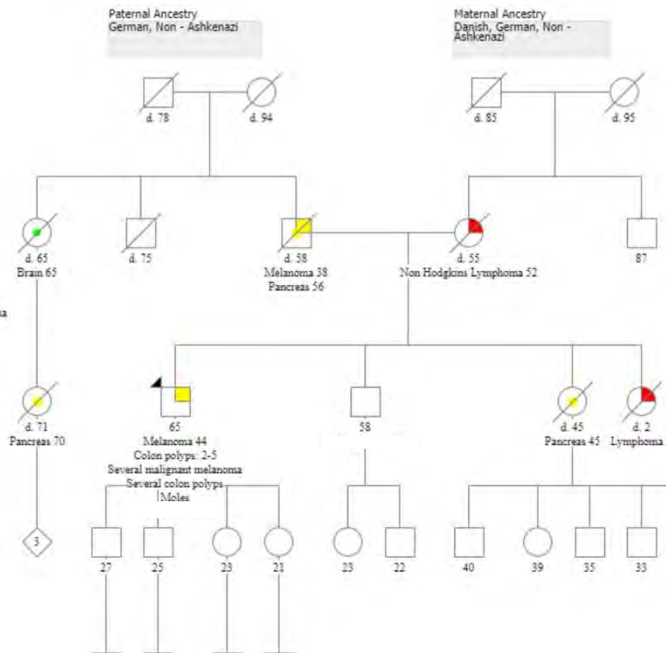 Paternal Ancestry
German, Non - Ashkenazi
Maternal Ancestry
Danish, German, Non -
Ashkenazi
d. 78
d. 94
d. 85
d. 95
d. 65
Brain 65
d. 75
d. 58
Melanoma 38
Pancreas 56
d. 55
Non Hodgkins Lymphoma 52
87
d. 71
Pancreas 70
65
Melanoma 44
Colon polyps: 2-5
Several malignant melanoma
Several colon polyps
Moles
58
d. 45
Pancreas 45
d. 2
Lymphoma
3
27
25
23
21
23
22
40
39
35
33